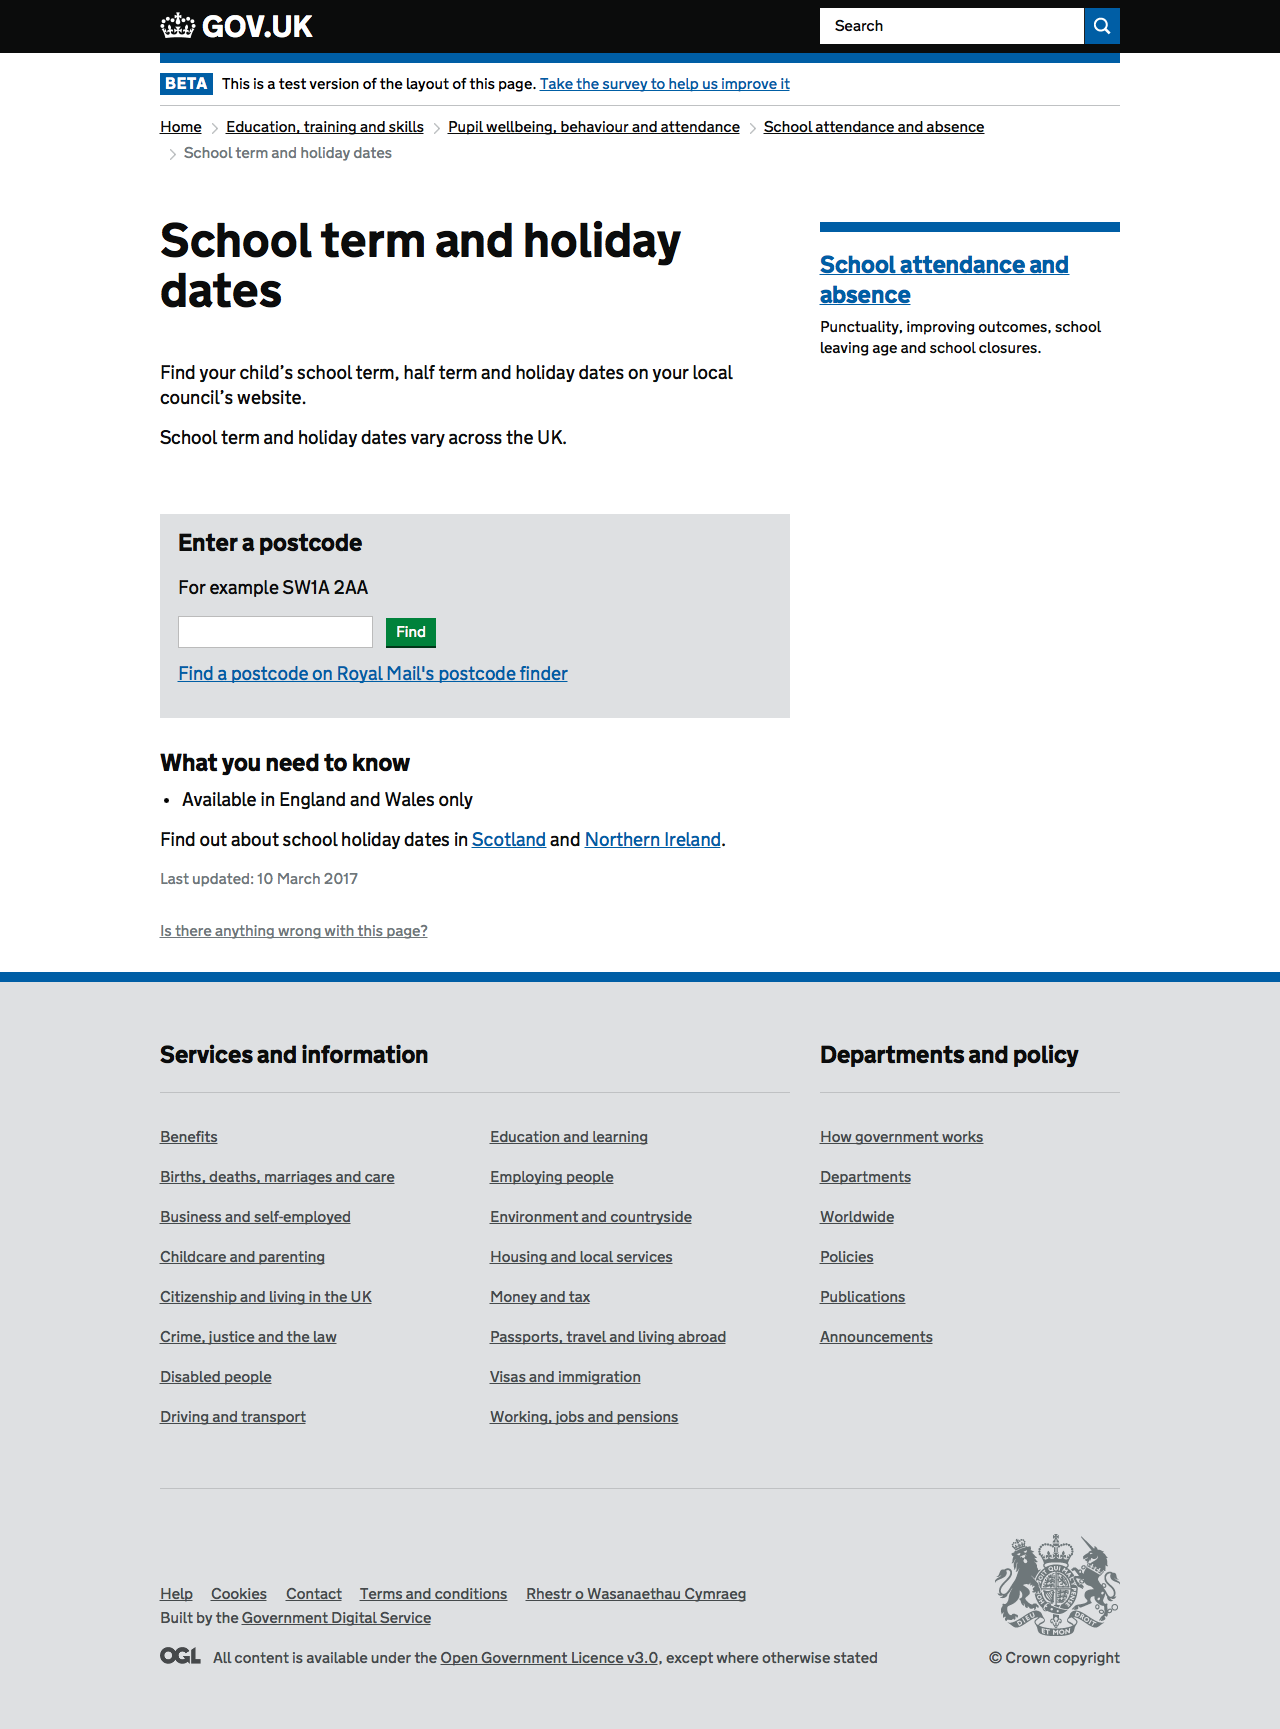 GOV.UK
Search
BETA This is a test version of the layout of this page. Take the survey to help us improve it
Home Education, training and skills Pupil wellbeing, behaviour and attendance School attendance and absence
School term and holiday dates
School term and holiday
dates
School attendance and
absence
Punctuality, improving outcomes, school
leaving age and school closures.
Find your child’s school term, half term and holiday dates on your local
council’s website.
School term and holiday dates vary across the UK.
Enter a postcode
For example SW1A 2AA
Find
Find a postcode on Royal Mail's postcode finder
What you need to know
• Available in England and Wales only
Find out about school holiday dates in Scotland and Northern Ireland.
Last updated: 10 March 2017
Is there anything wrong with this page?
Services and information
Benefits
Births, deaths, marriages and care
Business and self-employed
Childcare and parenting
Citizenship and living in the UK
Crime, justice and the law
Disabled people
Driving and transport
Education and learning
Employing people
Environment and countryside
Housing and local services
Money and tax
Passports, travel and living abroad
Visas and immigration
Working, jobs and pensions
Departments and policy
How government works
Departments
Worldwide
Policies
Publications
Announcements
Help Cookies Contact Terms and conditions Rhestr o Wasanaethau Cymraeg
Built by the Government Digital Service
OGL All content is available under the Open Government Licence v3.0, except where otherwise stated
DIEU ET MON DROIT
© Crown copyright